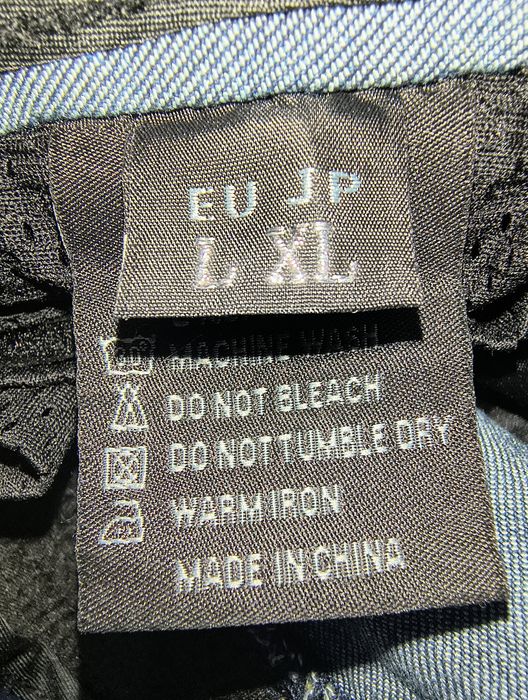 EU JP
L XL
MACHINE WASH
DO NOT BLEACH
DO NOT TUMBLE DRY
WARM IRON
MADE IN CHINA